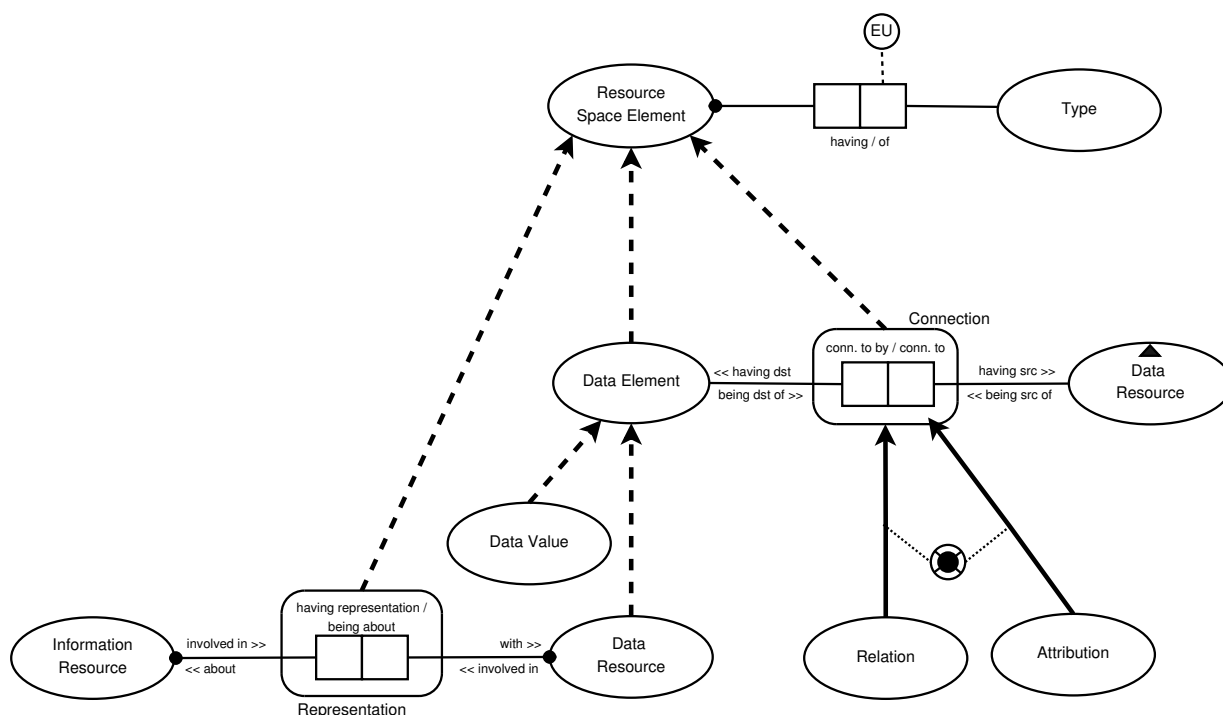 EU
Resource
Space Element
Type
having / of
Connection
conn. to by / conn. to
Data Element
<< having dst
being dst of >>
having src >>
<< being src of
Data
Resource
Data Value
having representation /
being about
Information
Resource
involved in >>
<< about
with >>
<< involved in
Data
Resource
Relation
Attribution
Representation